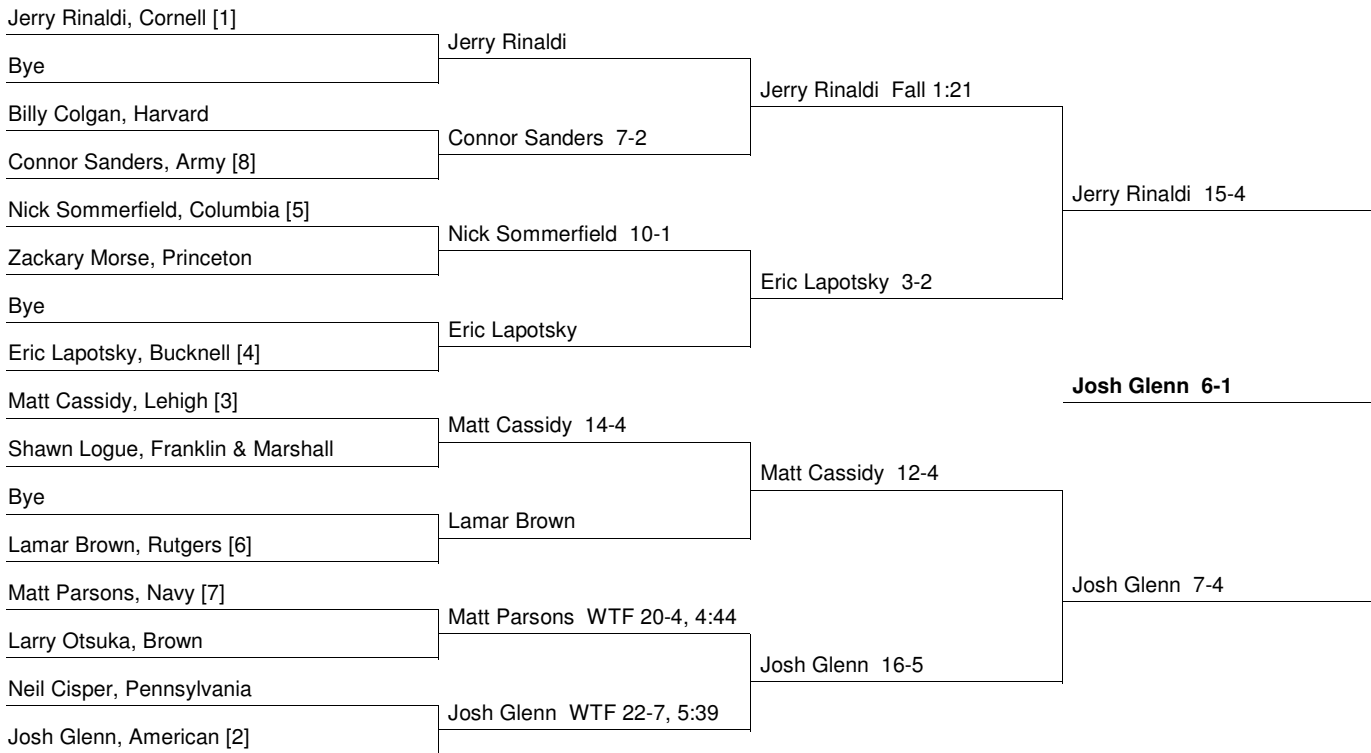 Jerry Rinaldi, Cornell [1]
Bye
Billy Colgan, Harvard
Connor Sanders, Army [8]
Nick Sommerfield, Columbia [5]
Zackary Morse, Princeton
Bye
Eric Lapotsky, Bucknell [4]
Matt Cassidy, Lehigh [3]
Shawn Logue, Franklin & Marshall
Bye
Lamar Brown, Rutgers [6]
Matt Parsons, Navy [7]
Larry Otsuka, Brown
Neil Cisper, Pennsylvania
Josh Glenn, American [2]
Jerry Rinaldi
Connor Sanders 7-2
Nick Sommerfield 10-1
Eric Lapotsky
Matt Cassidy 14-4
Lamar Brown
Matt Parsons WTF 20-4, 4:44
Josh Glenn WTF 22-7, 5:39
Jerry Rinaldi Fall 1:21
Eric Lapotsky 3-2
Matt Cassidy 12-4
Josh Glenn 16-5
Jerry Rinaldi 15-4
Josh Glenn 7-4
Josh Glenn 6-1